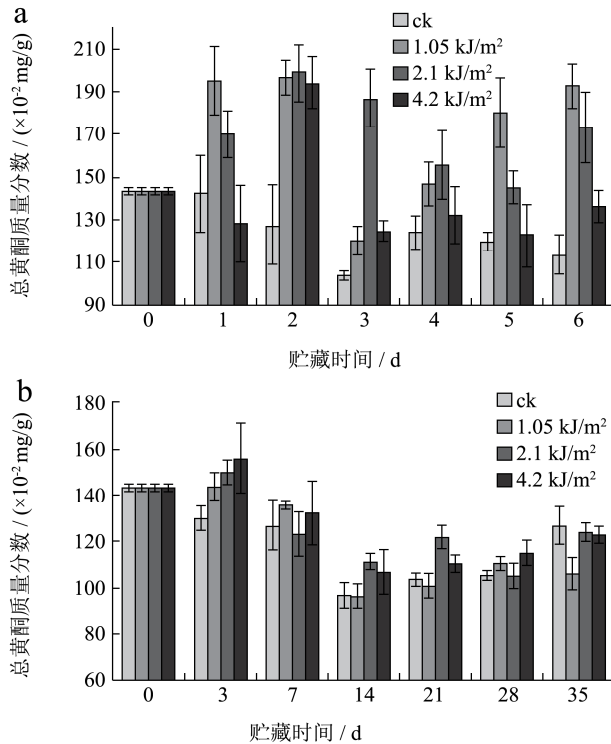 a
ck
1.05 kJ/m²
2.1 kJ/m²
4.2 kJ/m²
总黄酮质量分数 / (×10⁻² mg/g)
210
190
170
150
130
110
90
0 1 2 3 4 5 6
贮藏时间 / d
b
ck
1.05 kJ/m²
2.1 kJ/m²
4.2 kJ/m²
总黄酮质量分数 / (×10⁻² mg/g)
180
160
140
120
100
80
60
0 3 7 14 21 28 35
贮藏时间 / d